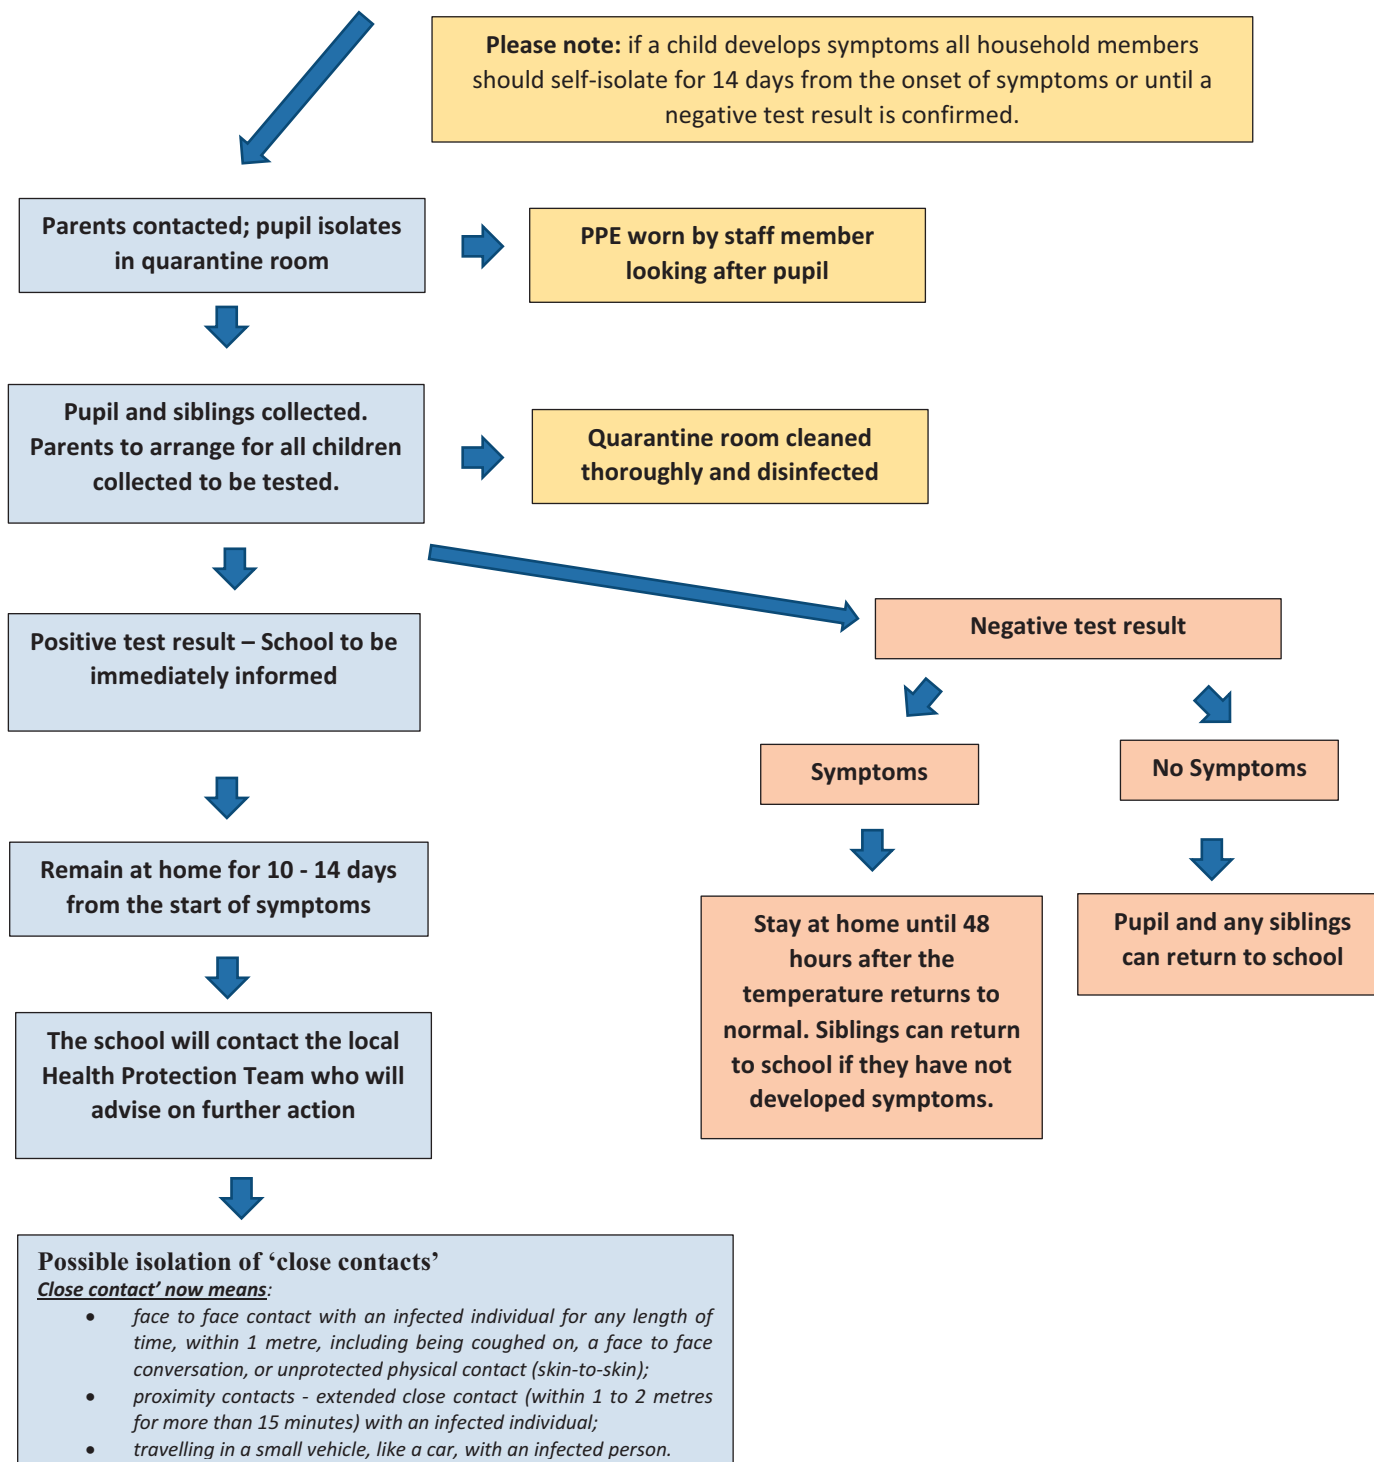 Please note: if a child develops symptoms all household members
should self-isolate for 14 days from the onset of symptoms or until a
negative test result is confirmed.
Parents contacted; pupil isolates
in quarantine room
PPE worn by staff member
looking after pupil
Pupil and siblings collected.
Parents to arrange for all children
collected to be tested.
Quarantine room cleaned
thoroughly and disinfected
Positive test result – School to be
immediately informed
Negative test result
Symptoms
No Symptoms
Remain at home for 10 - 14 days
from the start of symptoms
Stay at home until 48
hours after the
temperature returns to
normal. Siblings can return
to school if they have not
developed symptoms.
Pupil and any siblings
can return to school
The school will contact the local
Health Protection Team who will
advise on further action
Possible isolation of ‘close contacts’
Close contact’ now means:
• face to face contact with an infected individual for any length of
time, within 1 metre, including being coughed on, a face to face
conversation, or unprotected physical contact (skin-to-skin);
• proximity contacts - extended close contact (within 1 to 2 metres
for more than 15 minutes) with an infected individual;
• travelling in a small vehicle, like a car, with an infected person.